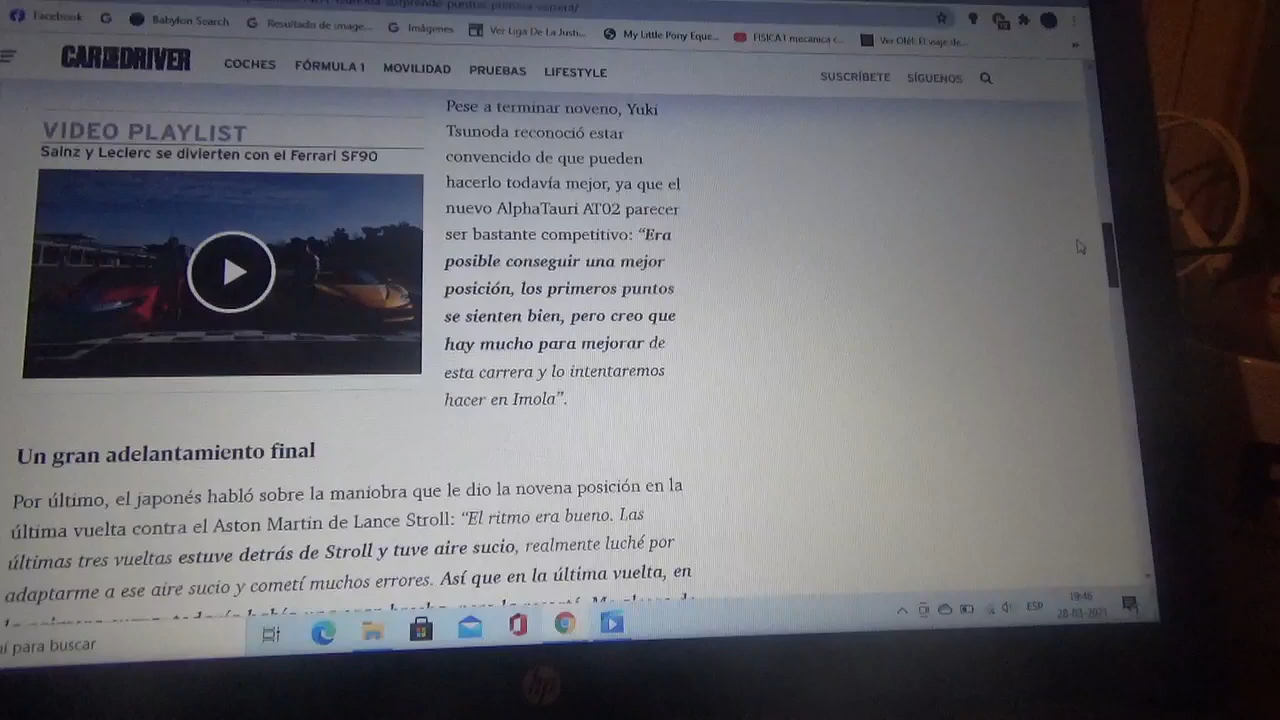 Facebook
Babylon Search
Resultado de image...
Imágenes
Ver Liga De La Justi...
My Little Pony Eque...
FISICA1 mecánica c...
Ver Olél: El viaje de...
»
CAR AND DRIVER
COCHES
FÓRMULA 1
MOVILIDAD
PRUEBAS
LIFESTYLE
SUSCRÍBETE
SÍGUENOS
VIDEO PLAYLIST
Sainz y Leclerc se divierten con el Ferrari SF90
Pese a terminar noveno, Yuki
Tsunoda reconoció estar
convencido de que pueden
hacerlo todavía mejor, ya que el
nuevo AlphaTauri AT02 parecer
ser bastante competitivo: “Era
posible conseguir una mejor
posición, los primeros puntos
se sienten bien, pero creo que
hay mucho para mejorar de
esta carrera y lo intentaremos
hacer en Imola”.
Un gran adelantamiento final
Por último, el japonés habló sobre la maniobra que le dio la novena posición en la
última vuelta contra el Aston Martin de Lance Stroll: “El ritmo era bueno. Las
últimas tres vueltas estuve detrás de Stroll y tuve aire sucio, realmente luché por
adaptarme a ese aire sucio y cometí muchos errores. Así que en la última vuelta, en
para buscar
ESP
19:46
28-03-2021
hp